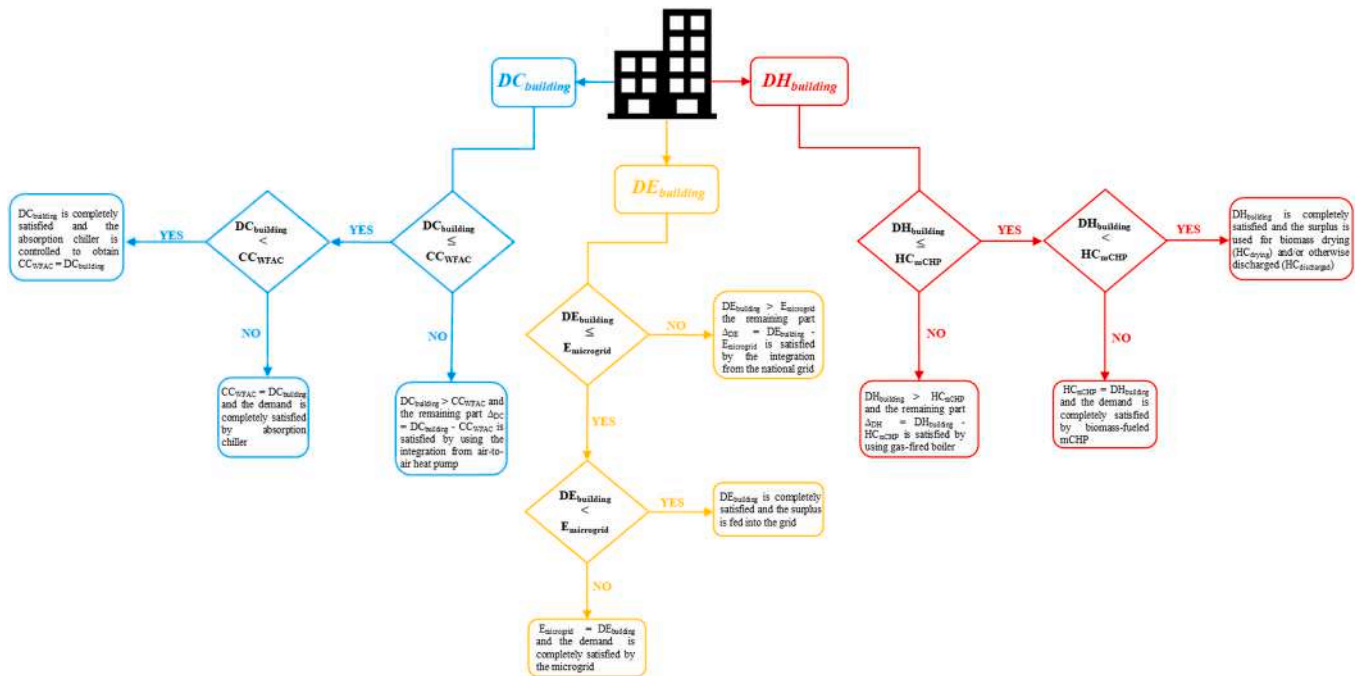 DC_building
DH_building
DE_building
DC_building is completely
satisfied and the
absorption chiller is
controlled to obtain
CC_WFAC = DC_building
YES
DC_building
<
CC_WFAC
YES
DC_building
≤
CC_WFAC
DH_building
≤
HC_mCHP
YES
DH_building
<
HC_mCHP
YES
DH_building is completely
satisfied and the surplus is
used for biomass drying
(HC_drying) and/or otherwise
discharged (HC_discharged)
NO
NO
DE_building
≤
E_microgrid
NO
DE_building > E_microgrid
the remaining part
Δ_DE = DE_building -
E_microgrid is satisfied
by the integration
from the national grid
NO
NO
CC_WFAC = DC_building
and the demand is
completely satisfied
by absorption
chiller
DC_building > CC_WFAC and
the remaining part Δ_DC
= DC_building - CC_WFAC is
satisfied by using the
integration from air-to-
air heat pump
YES
DH_building > HC_mCHP
and the remaining part
Δ_DH = DH_building -
HC_mCHP is satisfied by
using gas-fired boiler
HC_mCHP = DH_building
and the demand is
completely satisfied
by biomass-fueled
mCHP
DE_building
<
E_microgrid
YES
DE_building is completely
satisfied and the surplus
is fed into the grid
NO
E_microgrid = DE_building
and the demand is
completely satisfied by
the microgrid